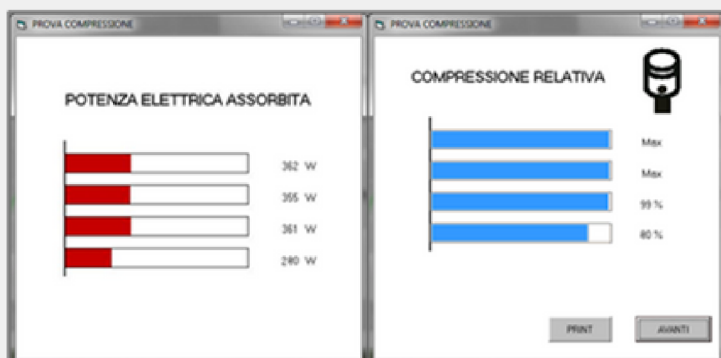 PROVA COMPRESSIONE
POTENZA ELETTRICA ASSORBITA
362 W
355 W
361 W
280 W
PROVA COMPRESSIONE
COMPRESSIONE RELATIVA
Max
Max
99 %
80 %
PRINT
AVANTI